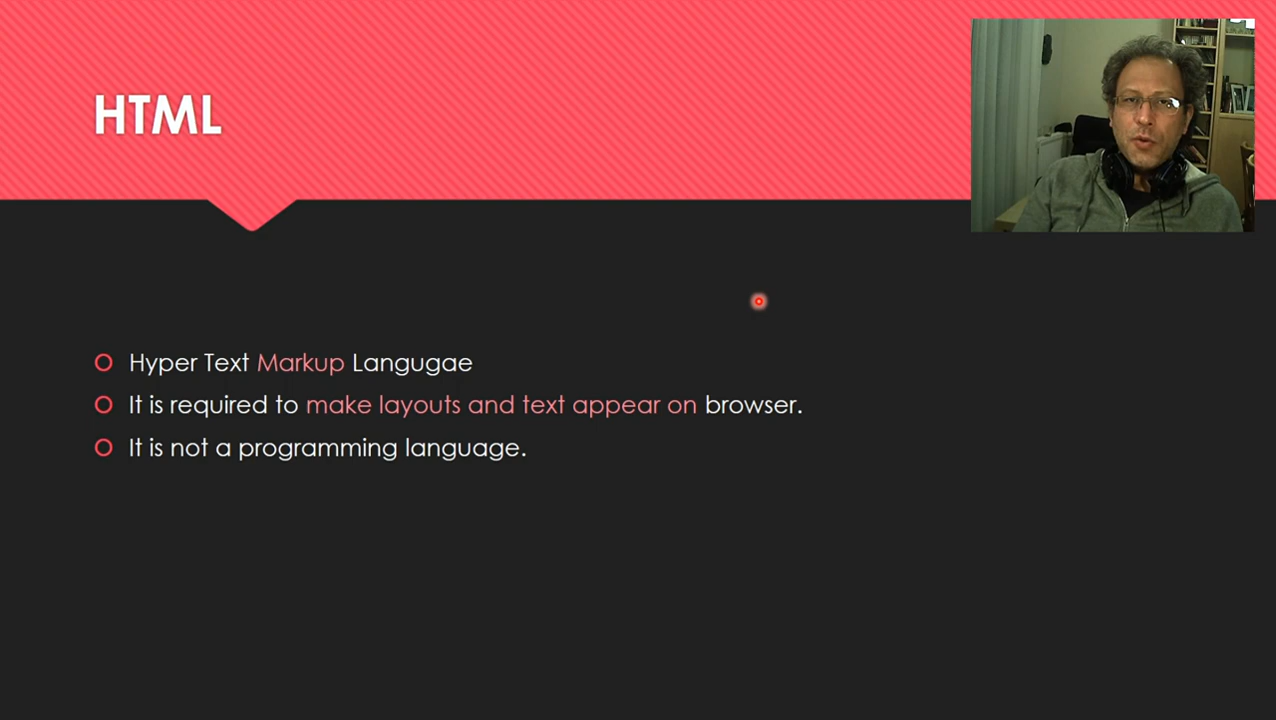 HTML
Hyper Text Markup Langugae
It is required to make layouts and text appear on browser.
It is not a programming language.